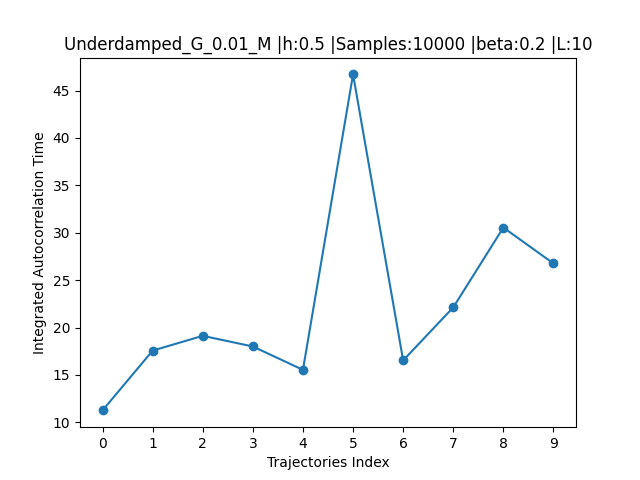 Underdamped_G_0.01_M |h:0.5 |Samples:10000 |beta:0.2 |L:10
Integrated Autocorrelation Time
45
40
35
30
25
20
15
10
0 1 2 3 4 5 6 7 8 9
Trajectories Index